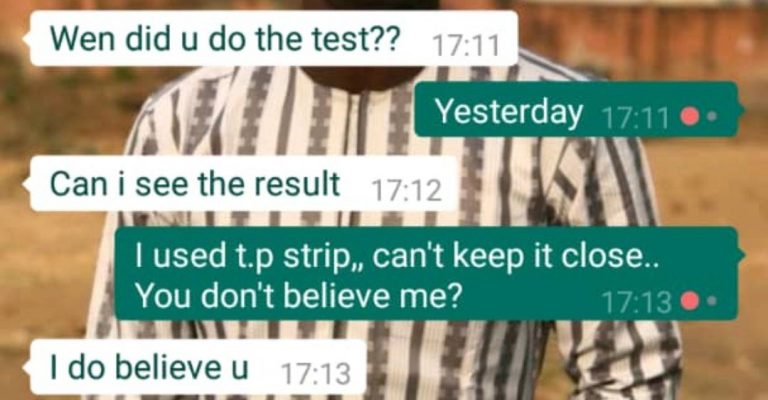 Wen did u do the test?? 17:11
Yesterday 17:11
Can i see the result 17:12
I used t.p strip,, can't keep it close..
You don't believe me? 17:13
I do believe u 17:13